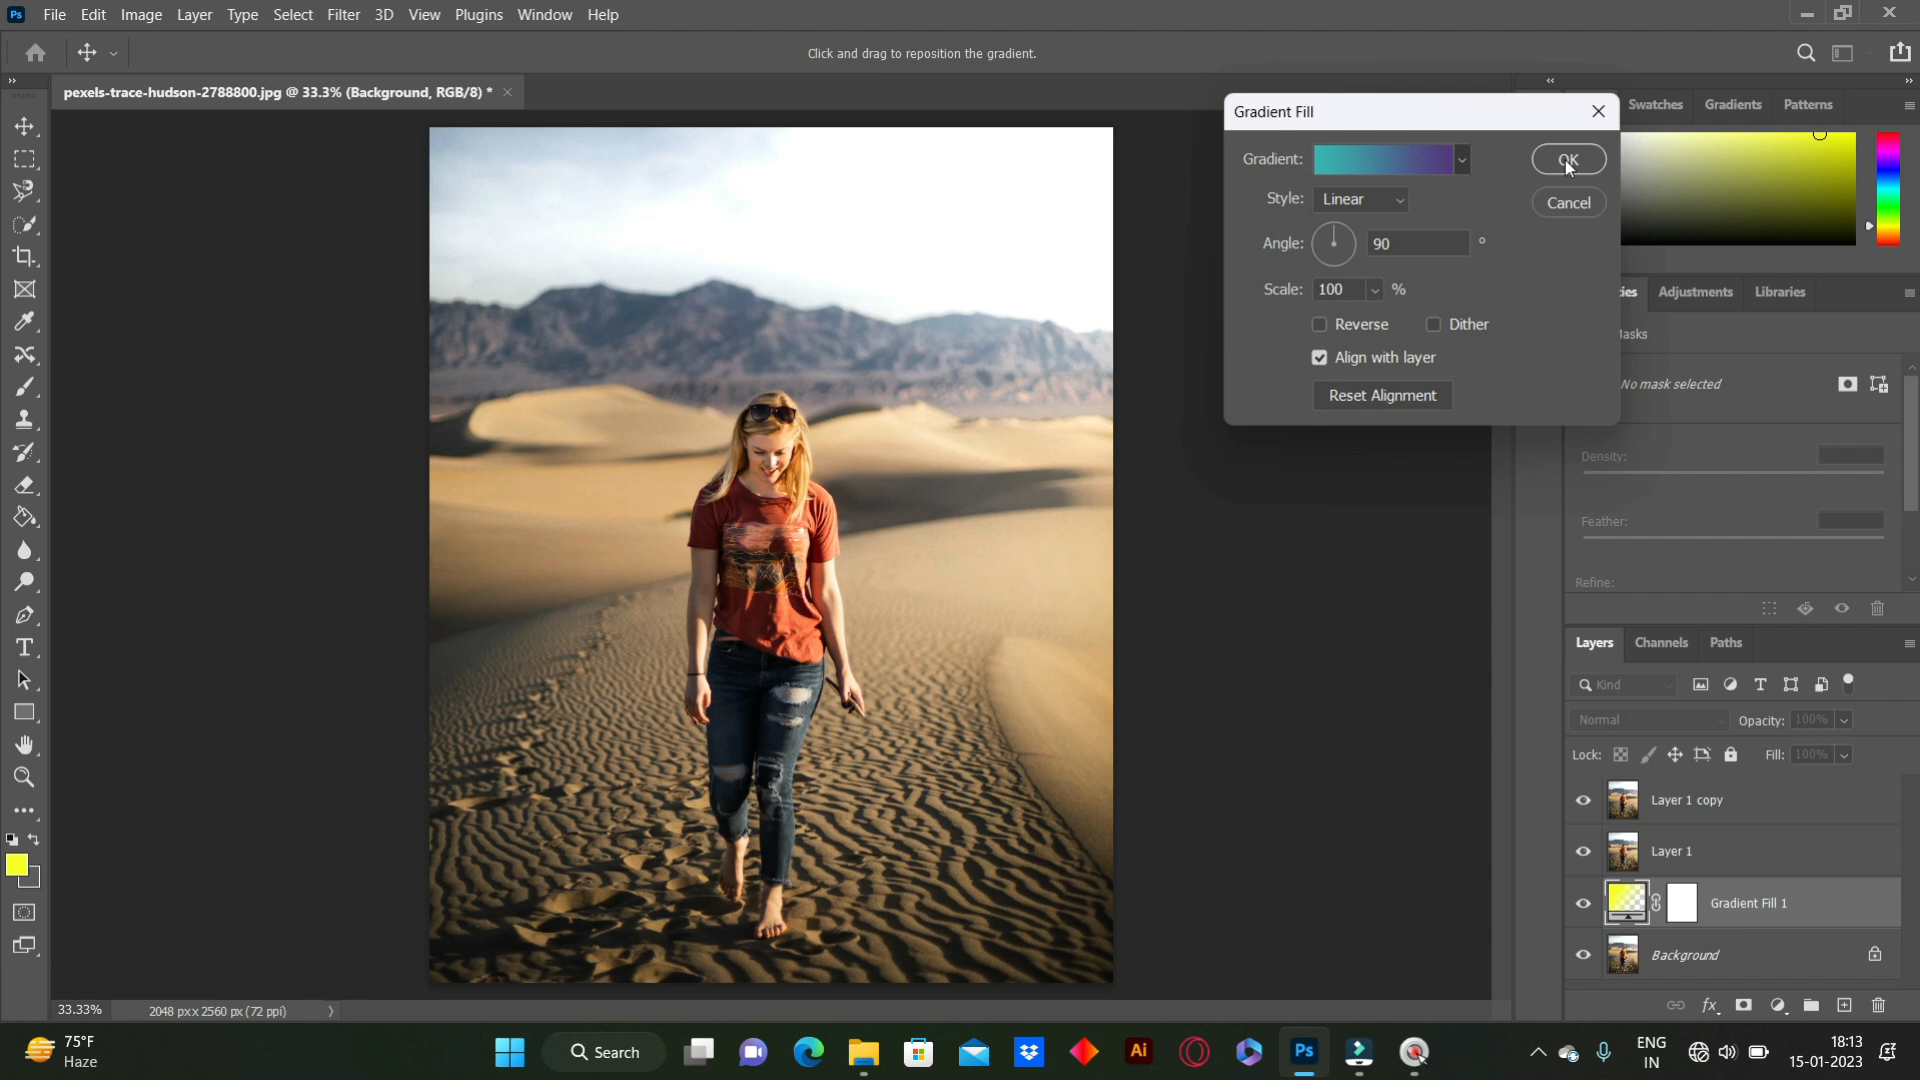 Ps File Edit Image Layer Type Select Filter 3D View Plugins Window Help
Click and drag to reposition the gradient.
pexels-trace-hudson-2788800.jpg @ 33.3% (Background, RGB/8) *
Swatches Gradients Patterns
Gradient Fill
Gradient:
OK
Style: Linear
Cancel
Angle: 90 °
Scale: 100 %
Reverse Dither
Align with layer
Reset Alignment
Adjustments Libraries
No mask selected
Density:
Feather:
Refine:
Layers Channels Paths
Kind
Normal Opacity: 100%
Lock: Fill: 100%
Layer 1 copy
Layer 1
Gradient Fill 1
Background
fx
33.33% 2048 px x 2560 px (72 ppi)
75°F
Haze
Search
Ai
Ps
ENG
IN
18:13
15-01-2023